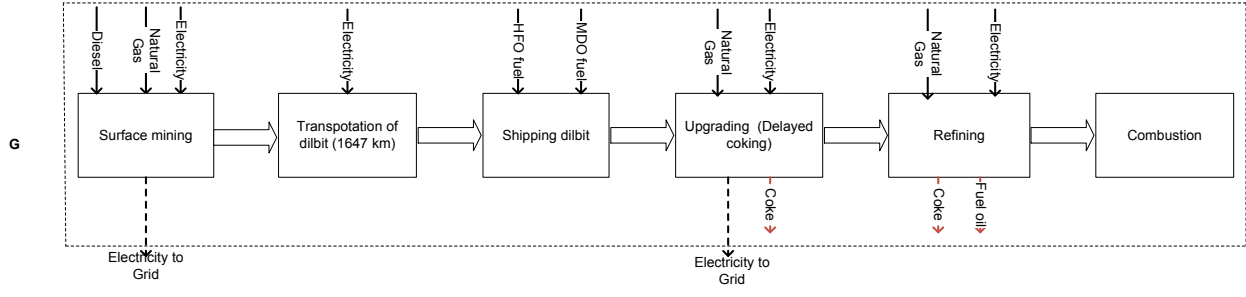 Diesel
Natural
Gas
Electricity
Electricity
HFO fuel
MDO fuel
Natural
Gas
Electricity
Natural
Gas
Electricity
G
Surface mining
Transpotation of
dilbit (1647 km)
Shipping dilbit
Upgrading (Delayed
coking)
Refining
Combustion
Coke
Coke
Fuel oil
Electricity to
Grid
Electricity to
Grid